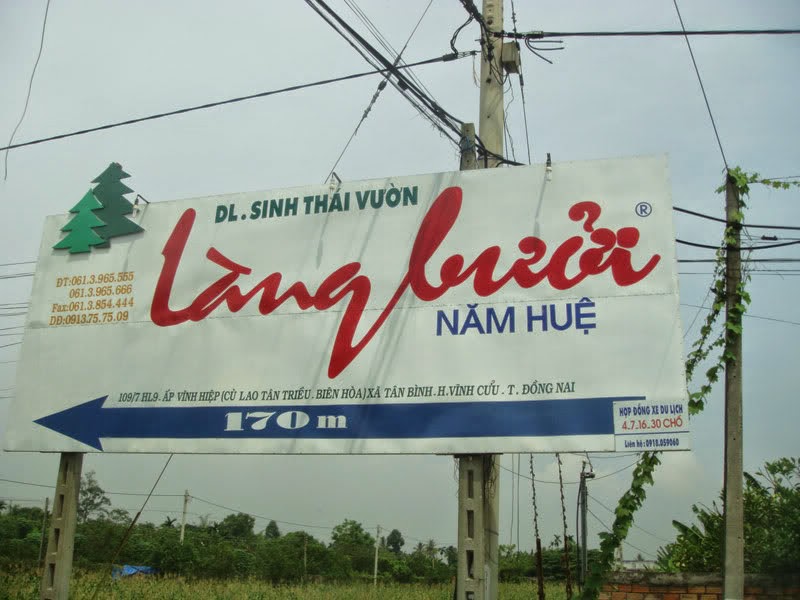 DL . SINH THÁI VƯỜN
Làng bưởi ®
NĂM HUỆ
ĐT:061.3.965.555
061.3.965.666
Fax:061.3.854.444
DĐ:0913.75.75.09
109/7 HL9 - ẤP VĨNH HIỆP (CÙ LAO TÂN TRIỀU . BIÊN HÒA) XÃ TÂN BÌNH . H.VĨNH CỬU . T. ĐỒNG NAI
170m
HỢP ĐỒNG XE DU LỊCH
4.7.16.30 CHỖ
Liên hệ: 0918.059060